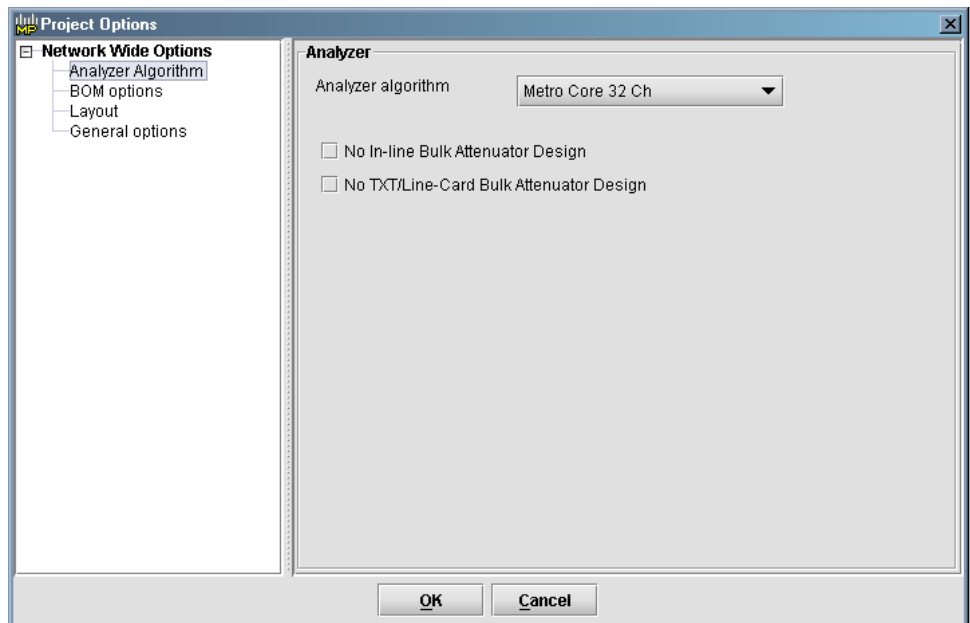 MP Project Options
Network Wide Options
Analyzer Algorithm
BOM options
Layout
General options
Analyzer
Analyzer algorithm
Metro Core 32 Ch
No In-line Bulk Attenuator Design
No TXT/Line-Card Bulk Attenuator Design
OK
Cancel